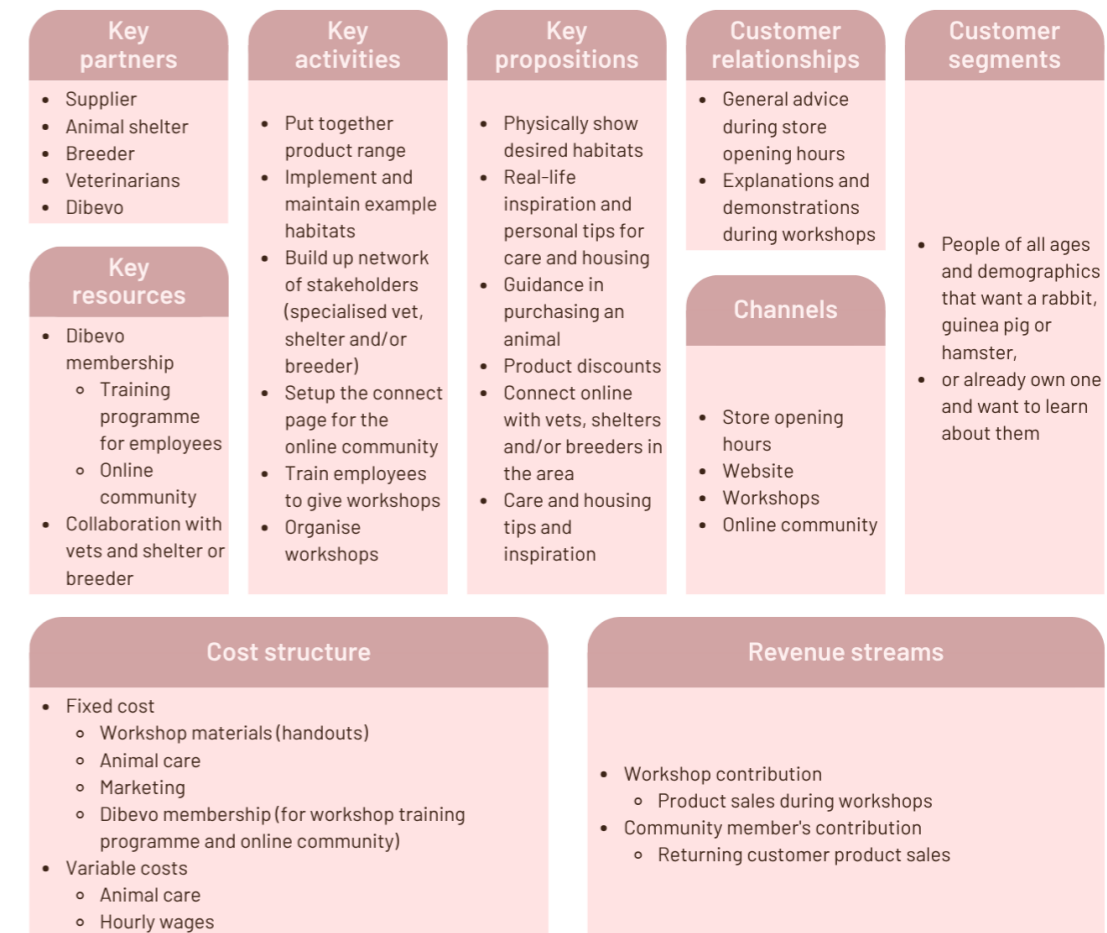 Key
partners
• Supplier
• Animal shelter
• Breeder
• Veterinarians
• Dibevo
Key
resources
• Dibevo
membership
◦ Training
programme
for employees
◦ Online
community
• Collaboration with
vets and shelter or
breeder
Key
activities
• Put together
product range
• Implement and
maintain example
habitats
• Build up network
of stakeholders
(specialised vet,
shelter and/or
breeder)
• Setup the connect
page for the
online community
• Train employees
to give workshops
• Organise
workshops
Key
propositions
• Physically show
desired habitats
• Real-life
inspiration and
personal tips for
care and housing
• Guidance in
purchasing an
animal
• Product discounts
• Connect online
with vets, shelters
and/or breeders in
the area
• Care and housing
tips and
inspiration
Customer
relationships
• General advice
during store
opening hours
• Explanations and
demonstrations
during workshops
Channels
• Store opening
hours
• Website
• Workshops
• Online community
Customer
segments
• People of all ages
and demographics
that want a rabbit,
guinea pig or
hamster,
• or already own one
and want to learn
about them
Cost structure
• Fixed cost
◦ Workshop materials (handouts)
◦ Animal care
◦ Marketing
◦ Dibevo membership (for workshop training
programme and online community)
• Variable costs
◦ Animal care
◦ Hourly wages
Revenue streams
• Workshop contribution
◦ Product sales during workshops
• Community member's contribution
◦ Returning customer product sales